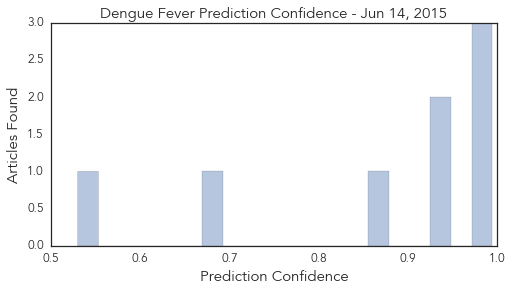 Dengue Fever Prediction Confidence - Jun 14, 2015
3.0
2.5
2.0
1.5
1.0
0.5
0.0
Articles Found
0.5 0.6 0.7 0.8 0.9 1.0
Prediction Confidence